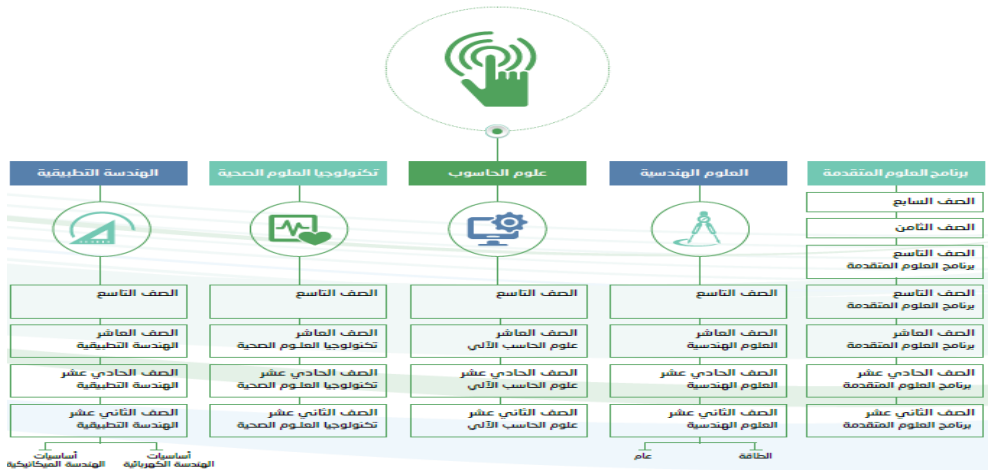 برنامج العلوم المتقدمة
الصف السابع
الصف الثامن
الصف التاسع
برنامج العلوم المتقدمة
الصف التاسع
برنامج العلوم المتقدمة
الصف العاشر
برنامج العلوم المتقدمة
الصف الحادي عشر
برنامج العلوم المتقدمة
الصف الثاني عشر
برنامج العلوم المتقدمة
العلوم الهندسية
الصف التاسع
الصف العاشر
العلوم الهندسية
الصف الحادي عشر
العلوم الهندسية
الصف الثاني عشر
العلوم الهندسية
الطاقة
عام
علوم الحاسوب
الصف التاسع
الصف العاشر
علوم الحاسب الآلي
الصف الحادي عشر
علوم الحاسب الآلي
الصف الثاني عشر
علوم الحاسب الآلي
تكنولوجيا العلوم الصحية
الصف التاسع
الصف العاشر
تكنولوجيا العلوم الصحية
الصف الحادي عشر
تكنولوجيا العلوم الصحية
الصف الثاني عشر
تكنولوجيا العلوم الصحية
الهندسة التطبيقية
الصف التاسع
الصف العاشر
الهندسة التطبيقية
الصف الحادي عشر
الهندسة التطبيقية
الصف الثاني عشر
الهندسة التطبيقية
أساسيات
الهندسة الكهربائية
أساسيات
الهندسة الميكانيكية